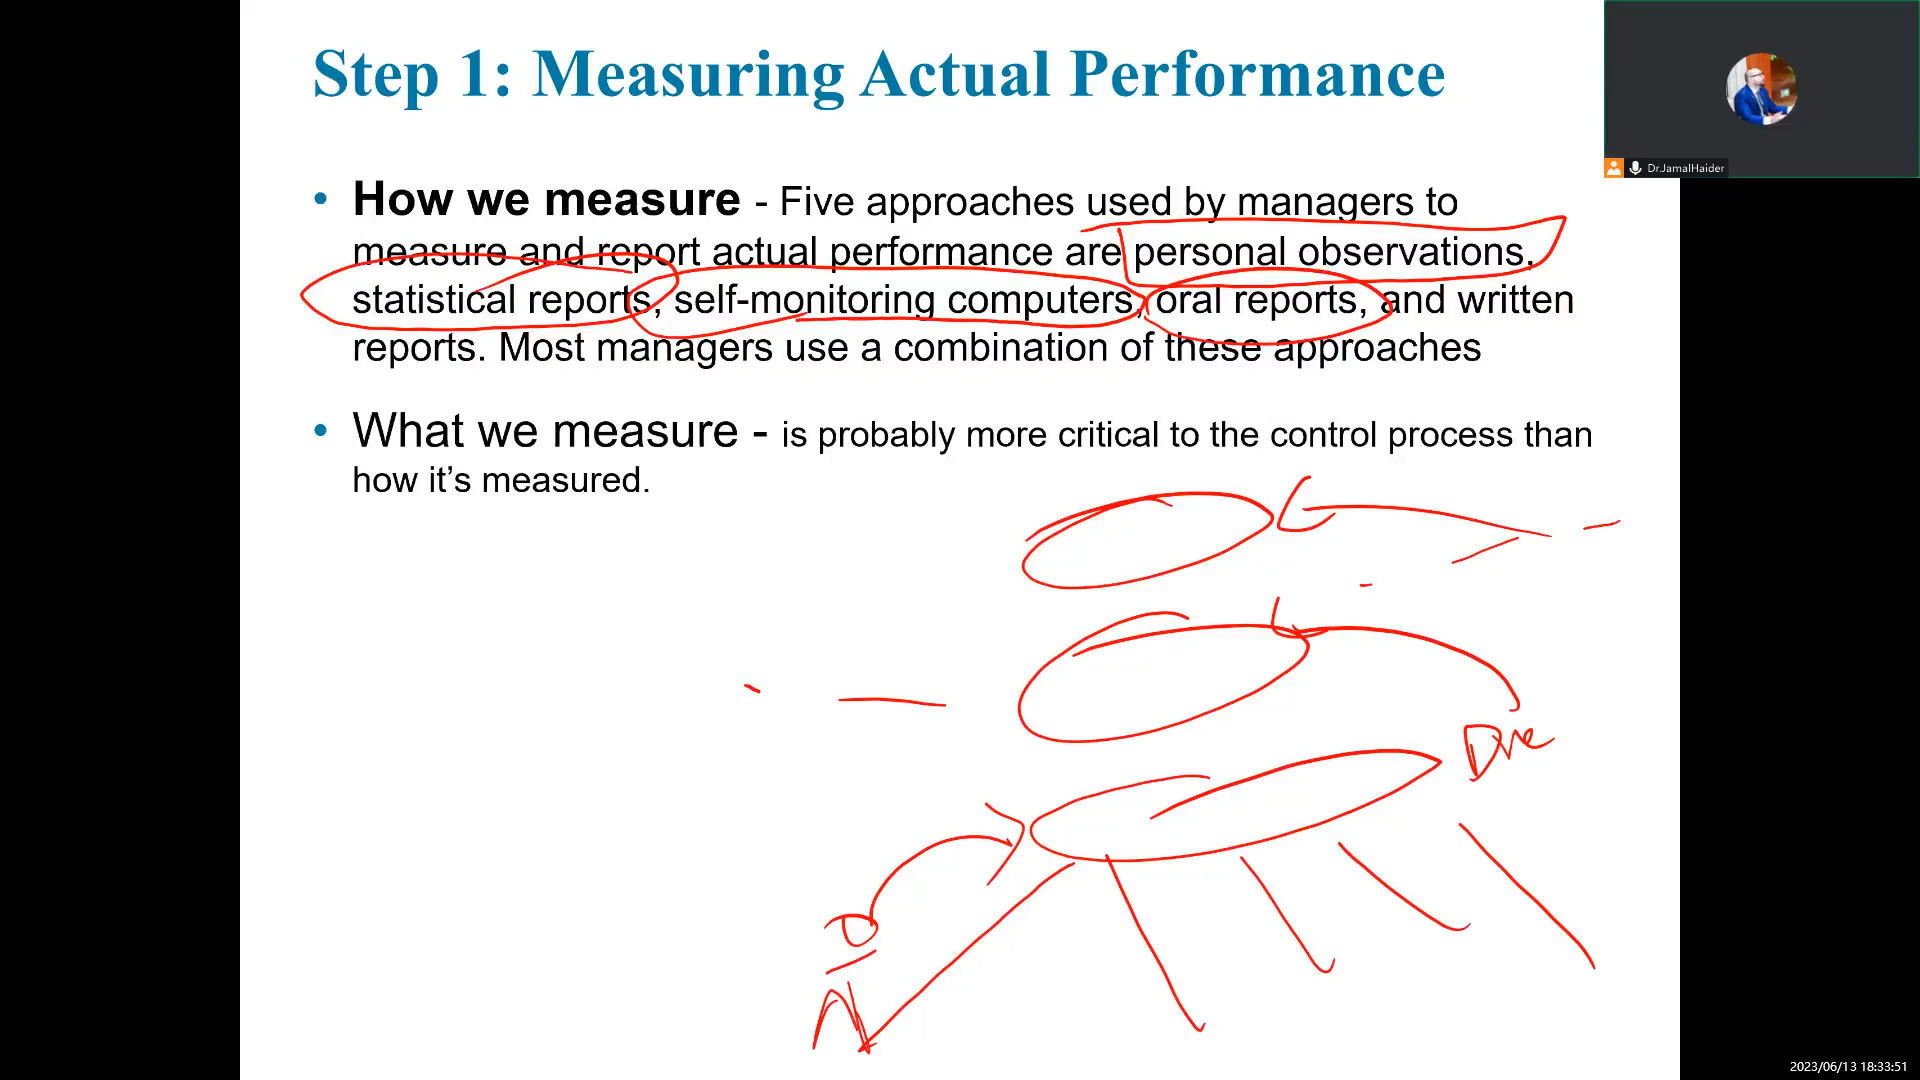 Step 1: Measuring Actual Performance
• How we measure - Five approaches used by managers to
measure and report actual performance are personal observations,
statistical reports, self-monitoring computers, oral reports, and written
reports. Most managers use a combination of these approaches
• What we measure - is probably more critical to the control process than
how it’s measured.
Dr.JamalHaider
2023/06/13 18:33:51